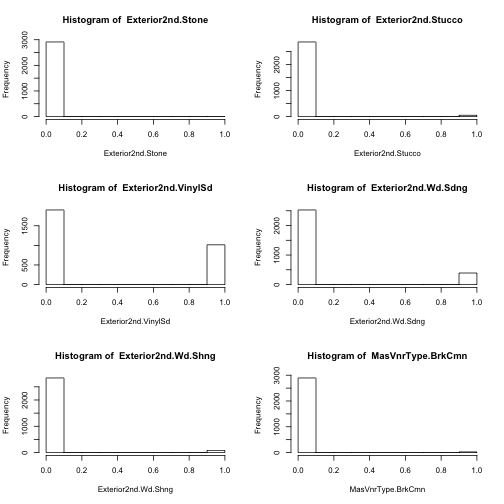 Histogram of Exterior2nd.Stone
Frequency
0 1000 2000 3000
0.0 0.2 0.4 0.6 0.8 1.0
Exterior2nd.Stone
Histogram of Exterior2nd.Stucco
Frequency
0 1000
0.0 0.2 0.4 0.6 0.8 1.0
Exterior2nd.Stucco
Histogram of Exterior2nd.VinylSd
Frequency
0 500 1500
0.0 0.2 0.4 0.6 0.8 1.0
Exterior2nd.VinylSd
Histogram of Exterior2nd.Wd.Sdng
Frequency
0 1000 2000
0.0 0.2 0.4 0.6 0.8 1.0
Exterior2nd.Wd.Sdng
Histogram of Exterior2nd.Wd.Shng
Frequency
0 1000 2000
0.0 0.2 0.4 0.6 0.8 1.0
Exterior2nd.Wd.Shng
Histogram of MasVnrType.BrkCmn
Frequency
0 1000 2000 3000
0.0 0.2 0.4 0.6 0.8 1.0
MasVnrType.BrkCmn